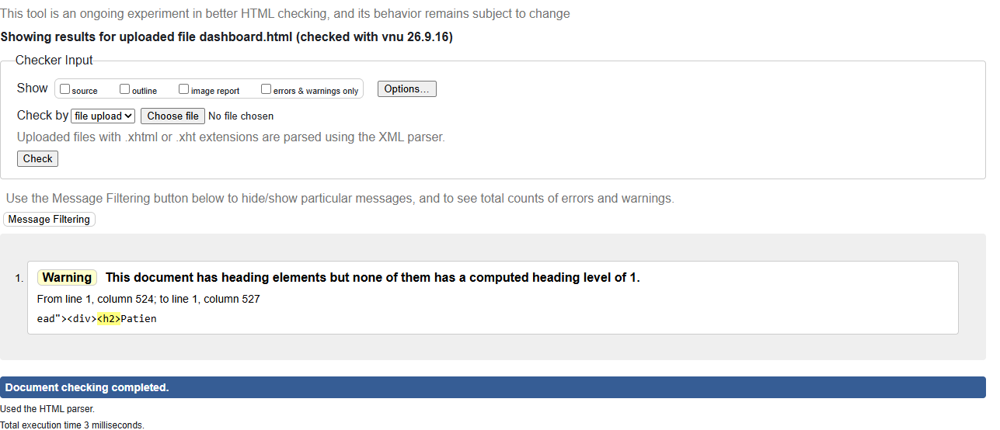 This tool is an ongoing experiment in better HTML checking, and its behavior remains subject to change
Showing results for uploaded file dashboard.html (checked with vnu 26.9.16)
Checker Input
Show source outline image report errors & warnings only Options...
Check by file upload Choose file No file chosen
Uploaded files with .xhtml or .xht extensions are parsed using the XML parser.
Check
Use the Message Filtering button below to hide/show particular messages, and to see total counts of errors and warnings.
Message Filtering
1. Warning This document has heading elements but none of them has a computed heading level of 1.
From line 1, column 524; to line 1, column 527
ead"><div><h2>Patien
Document checking completed.
Used the HTML parser.
Total execution time 3 milliseconds.